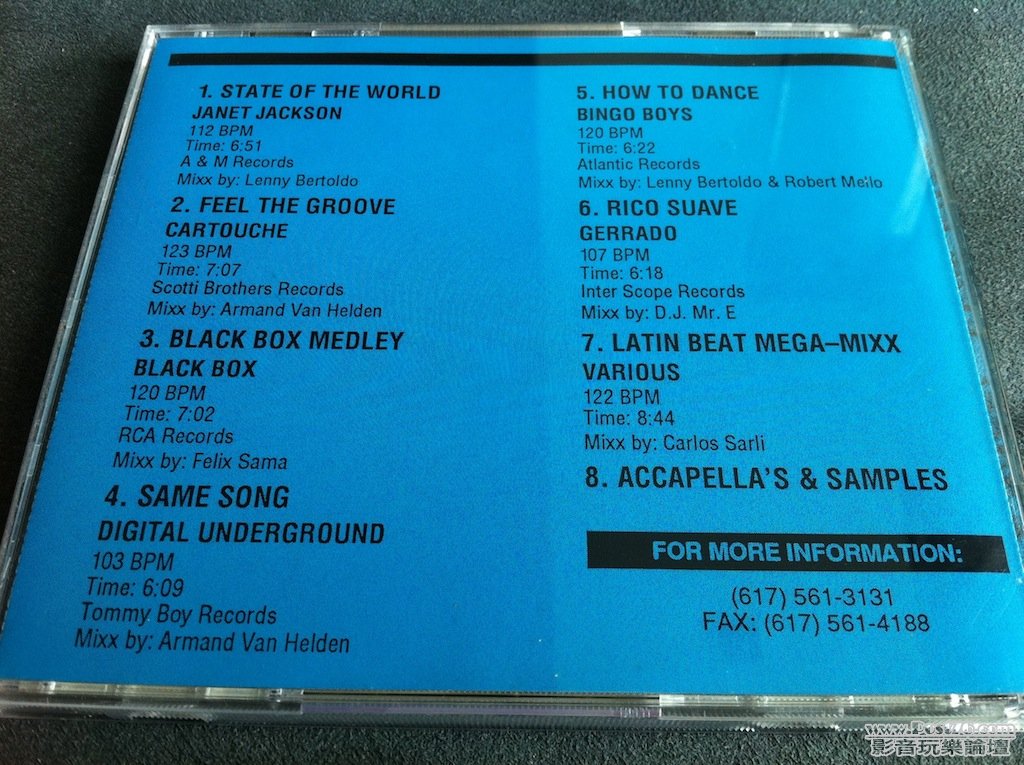 1. STATE OF THE WORLD
JANET JACKSON
112 BPM
Time: 6:51
A & M Records
Mixx by: Lenny Bertoldo
2. FEEL THE GROOVE
CARTOUCHE
123 BPM
Time: 7:07
Scotti Brothers Records
Mixx by: Armand Van Helden
3. BLACK BOX MEDLEY
BLACK BOX
120 BPM
Time: 7:02
RCA Records
Mixx by: Felix Sama
4. SAME SONG
DIGITAL UNDERGROUND
103 BPM
Time: 6:09
Tommy Boy Records
Mixx by: Armand Van Helden
5. HOW TO DANCE
BINGO BOYS
120 BPM
Time: 6:22
Atlantic Records
Mixx by: Lenny Bertoldo & Robert Mello
6. RICO SUAVE
GERRADO
107 BPM
Time: 6:18
Inter Scope Records
Mixx by: D.J. Mr. E
7. LATIN BEAT MEGA–MIXX
VARIOUS
122 BPM
Time: 8:44
Mixx by: Carlos Sarli
8. ACCAPELLA'S & SAMPLES
FOR MORE INFORMATION:
(617) 561-3131
FAX: (617) 561-4188
影音玩樂論壇